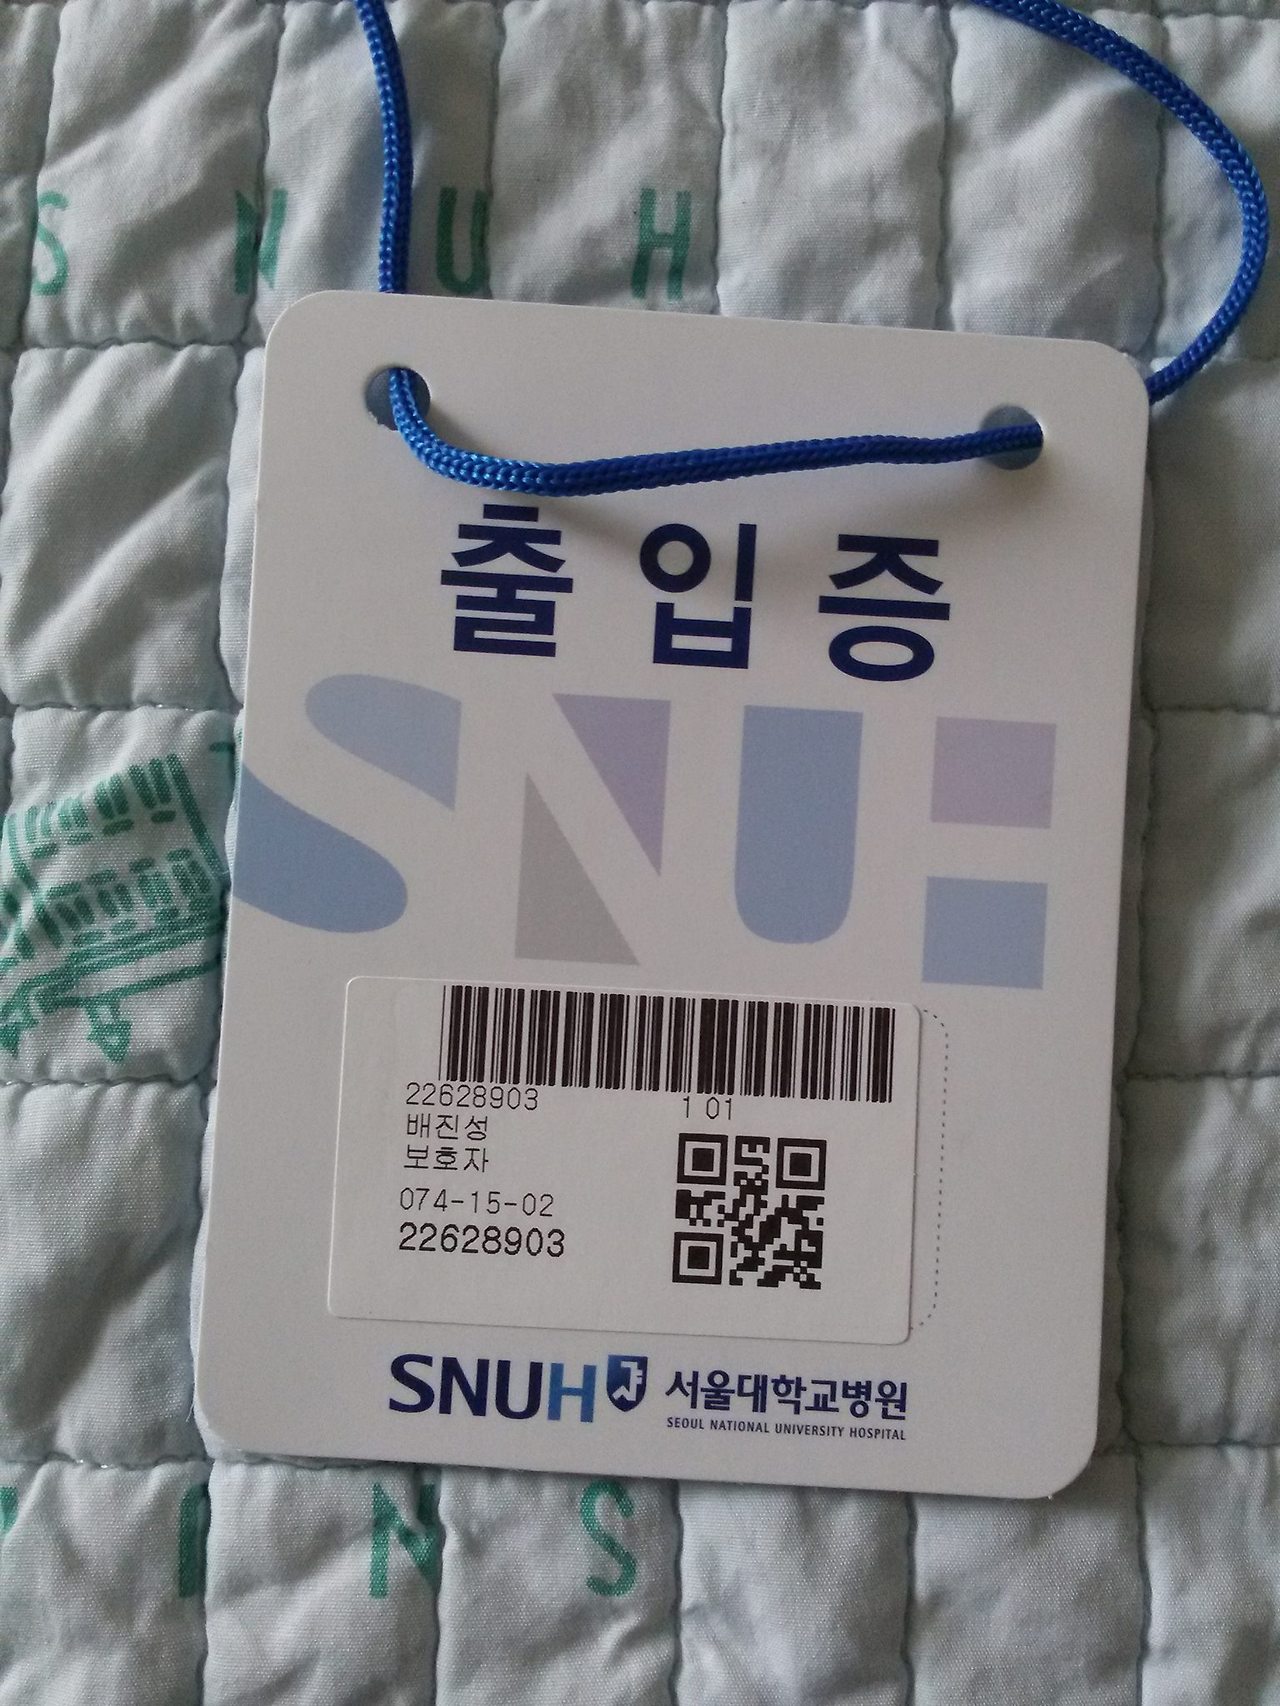 SNUH
출입증
SNUH
22628903 1 01
배진성
보호자
074-15-02
22628903
SNUH 서울대학교병원
SEOUL NATIONAL UNIVERSITY HOSPITAL
N S